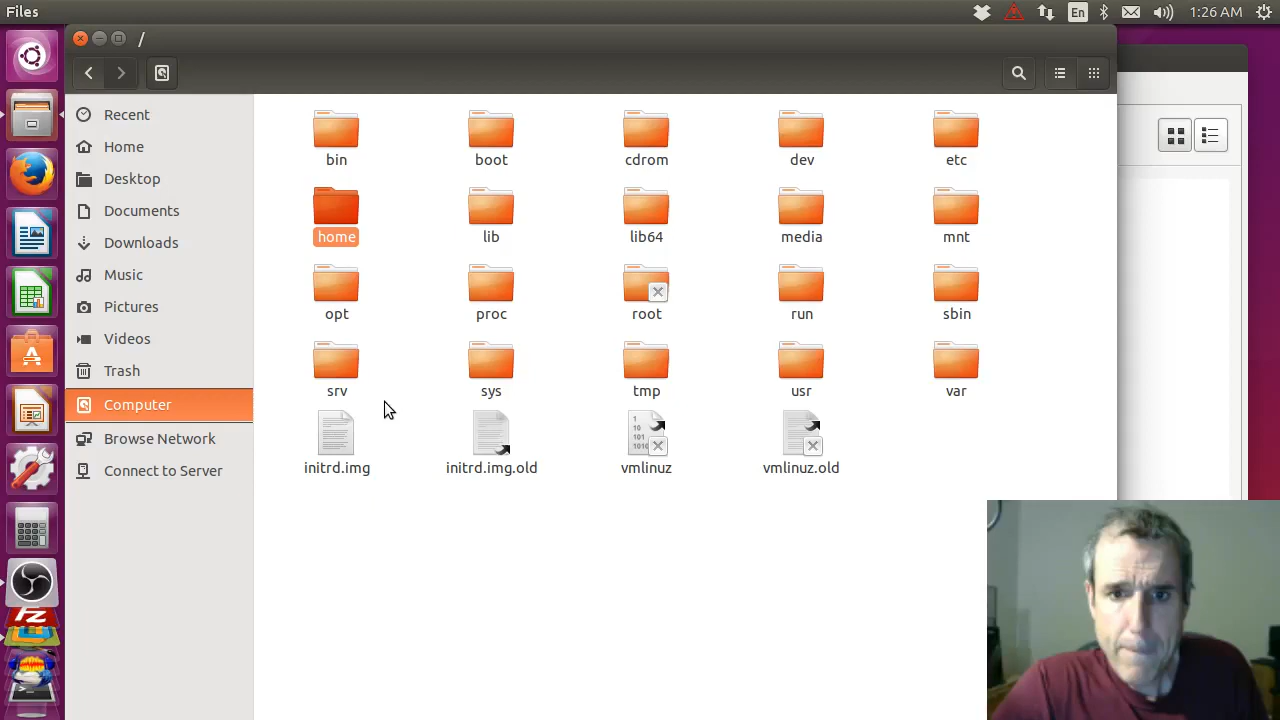 Files
En
1:26 AM
/
Recent
Home
Desktop
Documents
Downloads
Music
Pictures
Videos
Trash
Computer
Browse Network
Connect to Server
bin boot cdrom dev etc
home lib lib64 media mnt
opt proc root run sbin
srv sys tmp usr var
initrd.img initrd.img.old vmlinuz vmlinuz.old